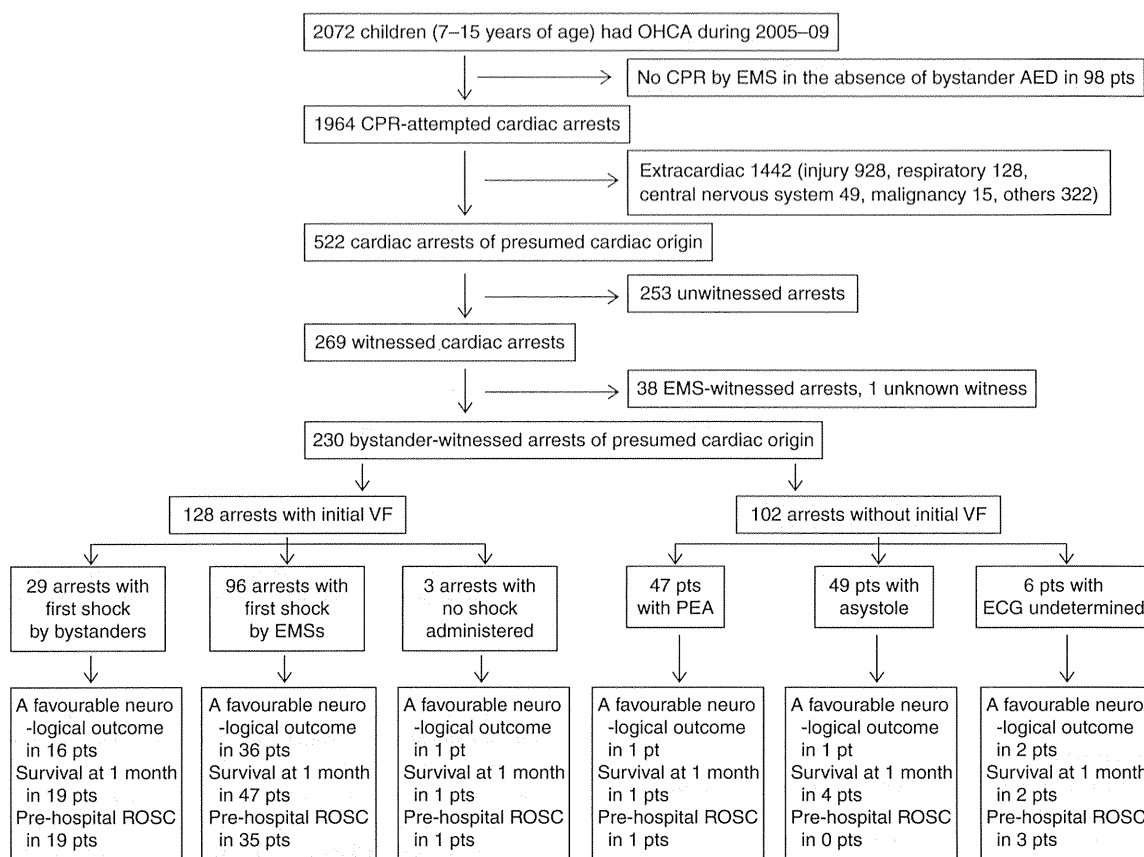 2072 children (7–15 years of age) had OHCA during 2005–09
No CPR by EMS in the absence of bystander AED in 98 pts
1964 CPR-attempted cardiac arrests
Extracardiac 1442 (injury 928, respiratory 128,
central nervous system 49, malignancy 15, others 322)
522 cardiac arrests of presumed cardiac origin
253 unwitnessed arrests
269 witnessed cardiac arrests
38 EMS-witnessed arrests, 1 unknown witness
230 bystander-witnessed arrests of presumed cardiac origin
128 arrests with initial VF
102 arrests without initial VF
29 arrests with
first shock
by bystanders
96 arrests with
first shock
by EMSs
3 arrests with
no shock
administered
47 pts
with PEA
49 pts with
asystole
6 pts with
ECG undetermined
A favourable neuro
-logical outcome
in 16 pts
Survival at 1 month
in 19 pts
Pre-hospital ROSC
in 19 pts
A favourable neuro
-logical outcome
in 36 pts
Survival at 1 month
in 47 pts
Pre-hospital ROSC
in 35 pts
A favourable neuro
-logical outcome
in 1 pt
Survival at 1 month
in 1 pts
Pre-hospital ROSC
in 1 pts
A favourable neuro
-logical outcome
in 1 pt
Survival at 1 month
in 1 pts
Pre-hospital ROSC
in 1 pts
A favourable neuro
-logical outcome
in 1 pt
Survival at 1 month
in 4 pts
Pre-hospital ROSC
in 0 pts
A favourable neuro
-logical outcome
in 2 pts
Survival at 1 month
in 2 pts
Pre-hospital ROSC
in 3 pts